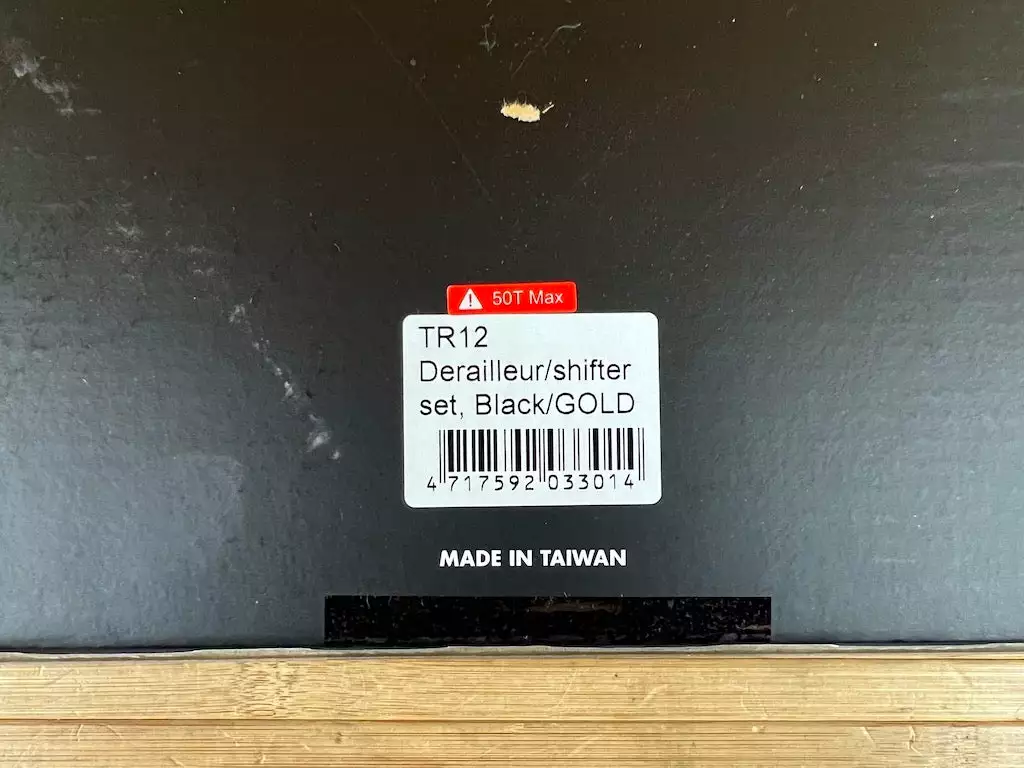 50T Max
TR12
Derailleur/shifter
set, Black/GOLD
4 717592 033014
MADE IN TAIWAN